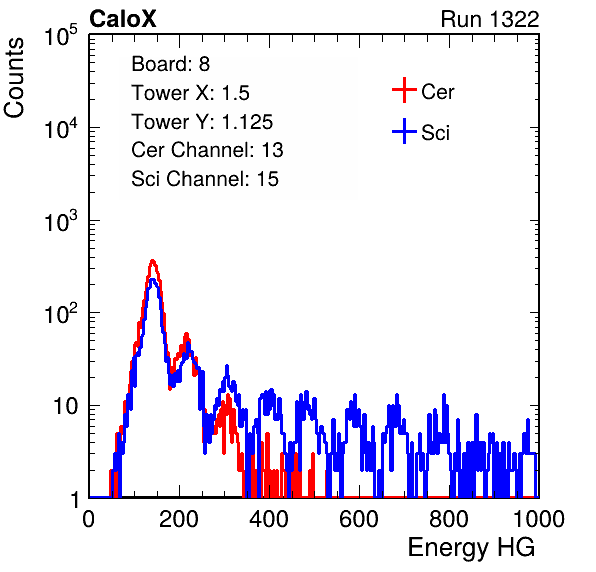 CaloX Run 1322
Counts
Board: 8
Tower X: 1.5
Tower Y: 1.125
Cer Channel: 13
Sci Channel: 15
Cer
Sci
10^5
10^4
10^3
10^2
10
1
0 200 400 600 800 1000
Energy HG